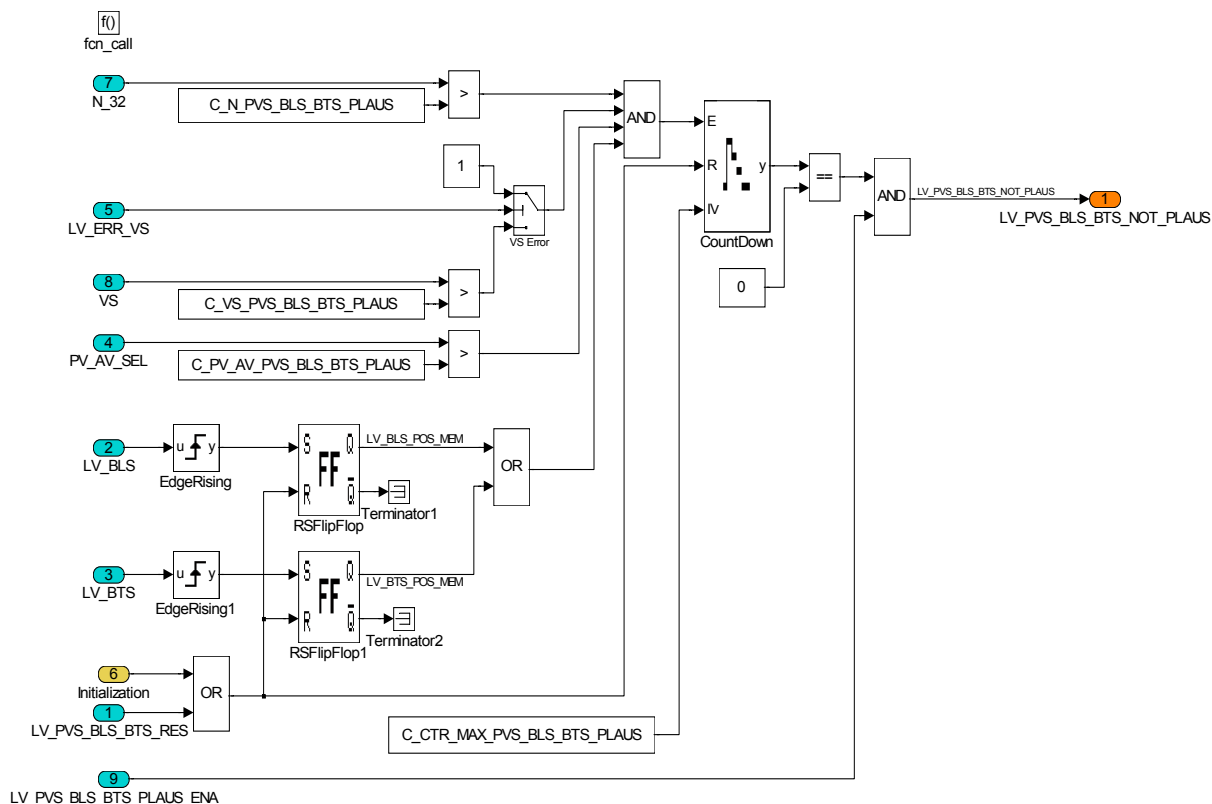 f()
fcn_call
7
N_32
C_N_PVS_BLS_BTS_PLAUS
>
AND
1
5
LV_ERR_VS
VS Error
8
VS
C_VS_PVS_BLS_BTS_PLAUS
>
4
PV_AV_SEL
C_PV_AV_PVS_BLS_BTS_PLAUS
>
E
R
y
IV
CountDown
==
0
AND
LV_PVS_BLS_BTS_NOT_PLAUS
1
LV_PVS_BLS_BTS_NOT_PLAUS
2
LV_BLS
u y
EdgeRising
S Q
FF
R Q
RSFlipFlop
LV_BLS_POS_MEM
Terminator1
OR
3
LV_BTS
u y
EdgeRising1
S Q
FF
R Q
RSFlipFlop1
LV_BTS_POS_MEM
Terminator2
6
Initialization
1
LV_PVS_BLS_BTS_RES
OR
C_CTR_MAX_PVS_BLS_BTS_PLAUS
9
LV_PVS_BLS_BTS_PLAUS_ENA